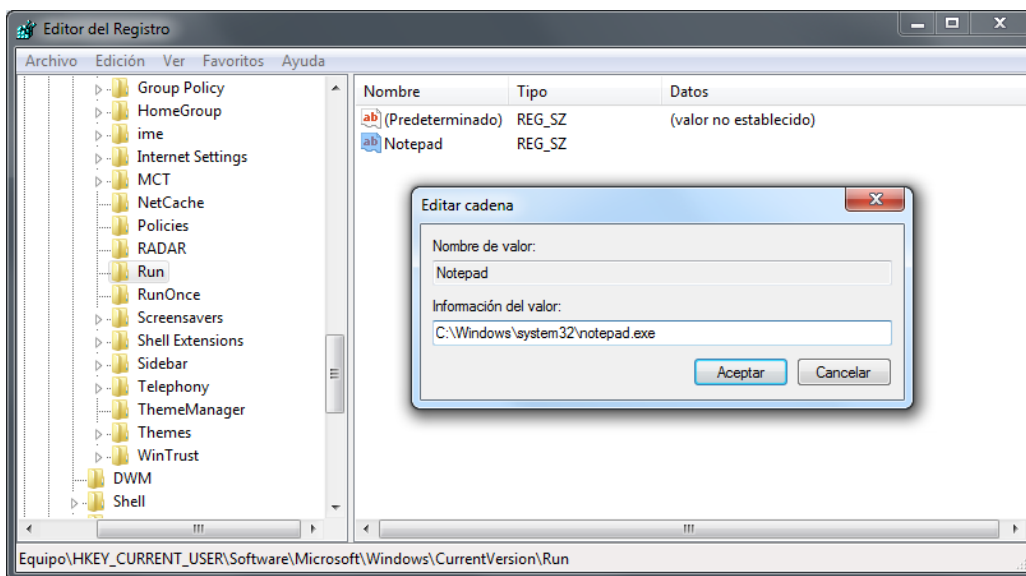 Editor del Registro
Archivo Edición Ver Favoritos Ayuda
Group Policy
HomeGroup
ime
Internet Settings
MCT
NetCache
Policies
RADAR
Run
RunOnce
Screensavers
Shell Extensions
Sidebar
Telephony
ThemeManager
Themes
WinTrust
DWM
Shell
Nombre Tipo Datos
ab (Predeterminado) REG_SZ (valor no establecido)
ab Notepad REG_SZ
Editar cadena
Nombre de valor:
Notepad
Información del valor:
C:\Windows\system32\notepad.exe
Aceptar Cancelar
Equipo\HKEY_CURRENT_USER\Software\Microsoft\Windows\CurrentVersion\Run